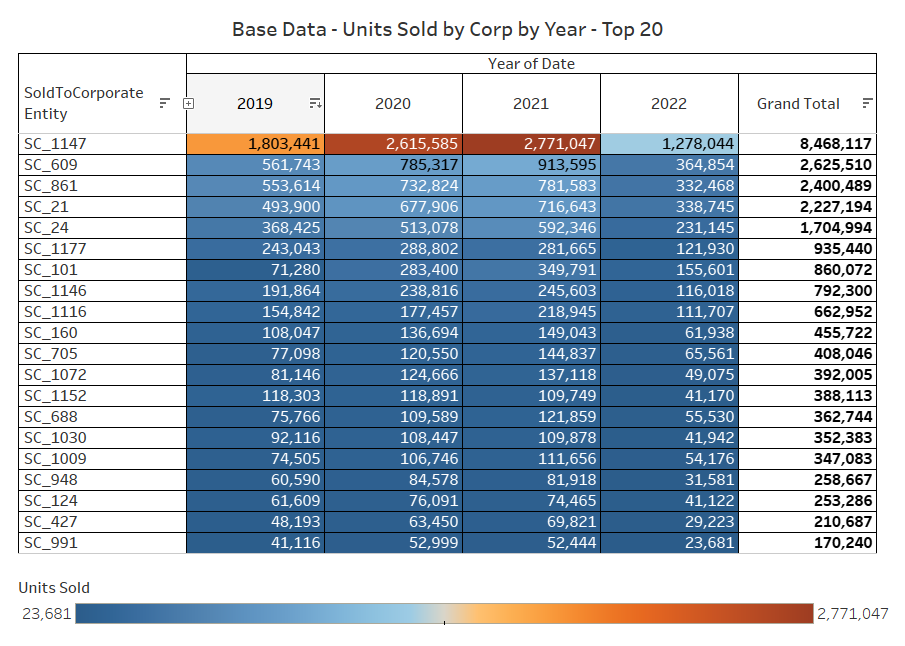 Base Data - Units Sold by Corp by Year - Top 20
Year of Date
SoldToCorporate
Entity
2019 2020 2021 2022 Grand Total
SC_1147 1,803,441 2,615,585 2,771,047 1,278,044 8,468,117
SC_609 561,743 785,317 913,595 364,854 2,625,510
SC_861 553,614 732,824 781,583 332,468 2,400,489
SC_21 493,900 677,906 716,643 338,745 2,227,194
SC_24 368,425 513,078 592,346 231,145 1,704,994
SC_1177 243,043 288,802 281,665 121,930 935,440
SC_101 71,280 283,400 349,791 155,601 860,072
SC_1146 191,864 238,816 245,603 116,018 792,300
SC_1116 154,842 177,457 218,945 111,707 662,952
SC_160 108,047 136,694 149,043 61,938 455,722
SC_705 77,098 120,550 144,837 65,561 408,046
SC_1072 81,146 124,666 137,118 49,075 392,005
SC_1152 118,303 118,891 109,749 41,170 388,113
SC_688 75,766 109,589 121,859 55,530 362,744
SC_1030 92,116 108,447 109,878 41,942 352,383
SC_1009 74,505 106,746 111,656 54,176 347,083
SC_948 60,590 84,578 81,918 31,581 258,667
SC_124 61,609 76,091 74,465 41,122 253,286
SC_427 48,193 63,450 69,821 29,223 210,687
SC_991 41,116 52,999 52,444 23,681 170,240
Units Sold
23,681 2,771,047